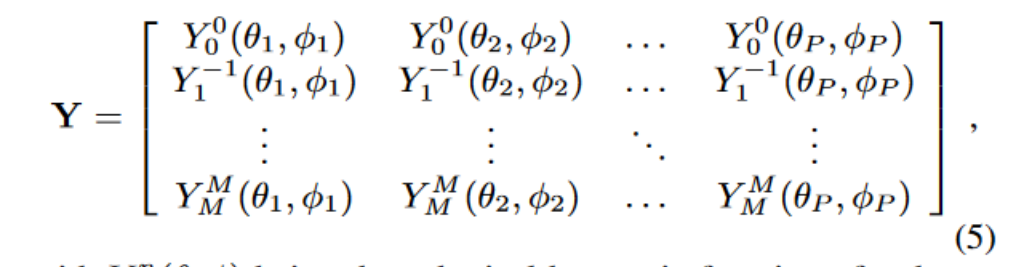 Y = [ Y_0^0(θ_1, ϕ_1) Y_0^0(θ_2, ϕ_2) … Y_0^0(θ_P, ϕ_P)
Y_1^{-1}(θ_1, ϕ_1) Y_1^{-1}(θ_2, ϕ_2) … Y_1^{-1}(θ_P, ϕ_P)
⋮ ⋮ ⋱ ⋮
Y_M^M(θ_1, ϕ_1) Y_M^M(θ_2, ϕ_2) … Y_M^M(θ_P, ϕ_P) ] ,
(5)